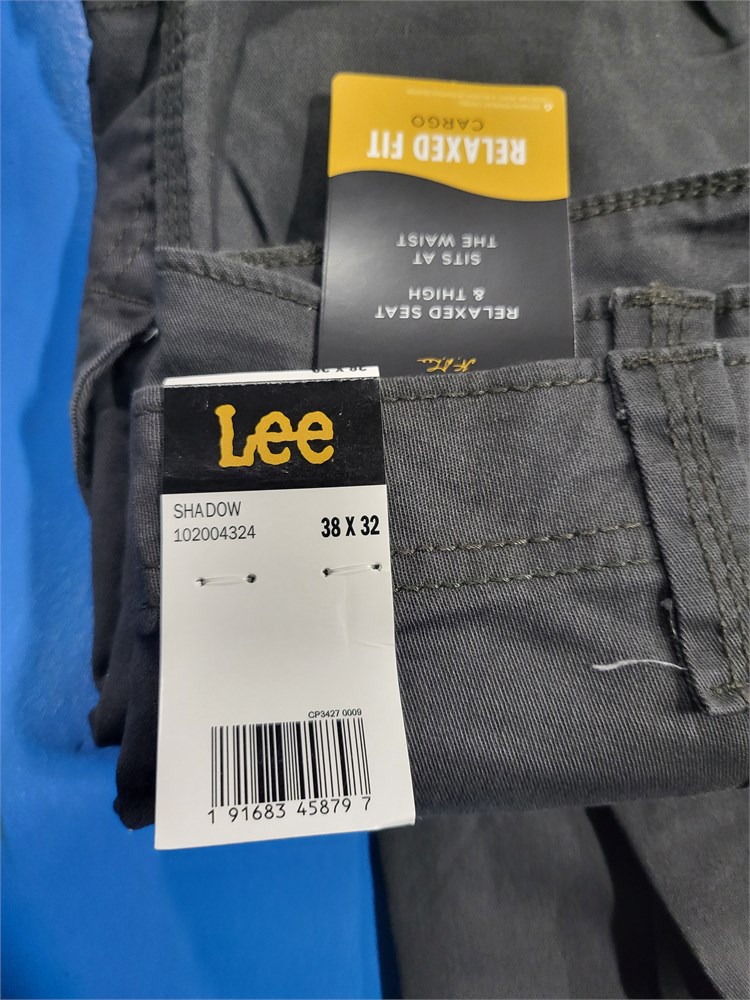 RELAXED FIT
CARGO
SITS AT
THE WAIST
RELAXED SEAT
& THIGH
Lee
SHADOW
102004324
38 X 32
CP3427 0009
1 91683 45879 7